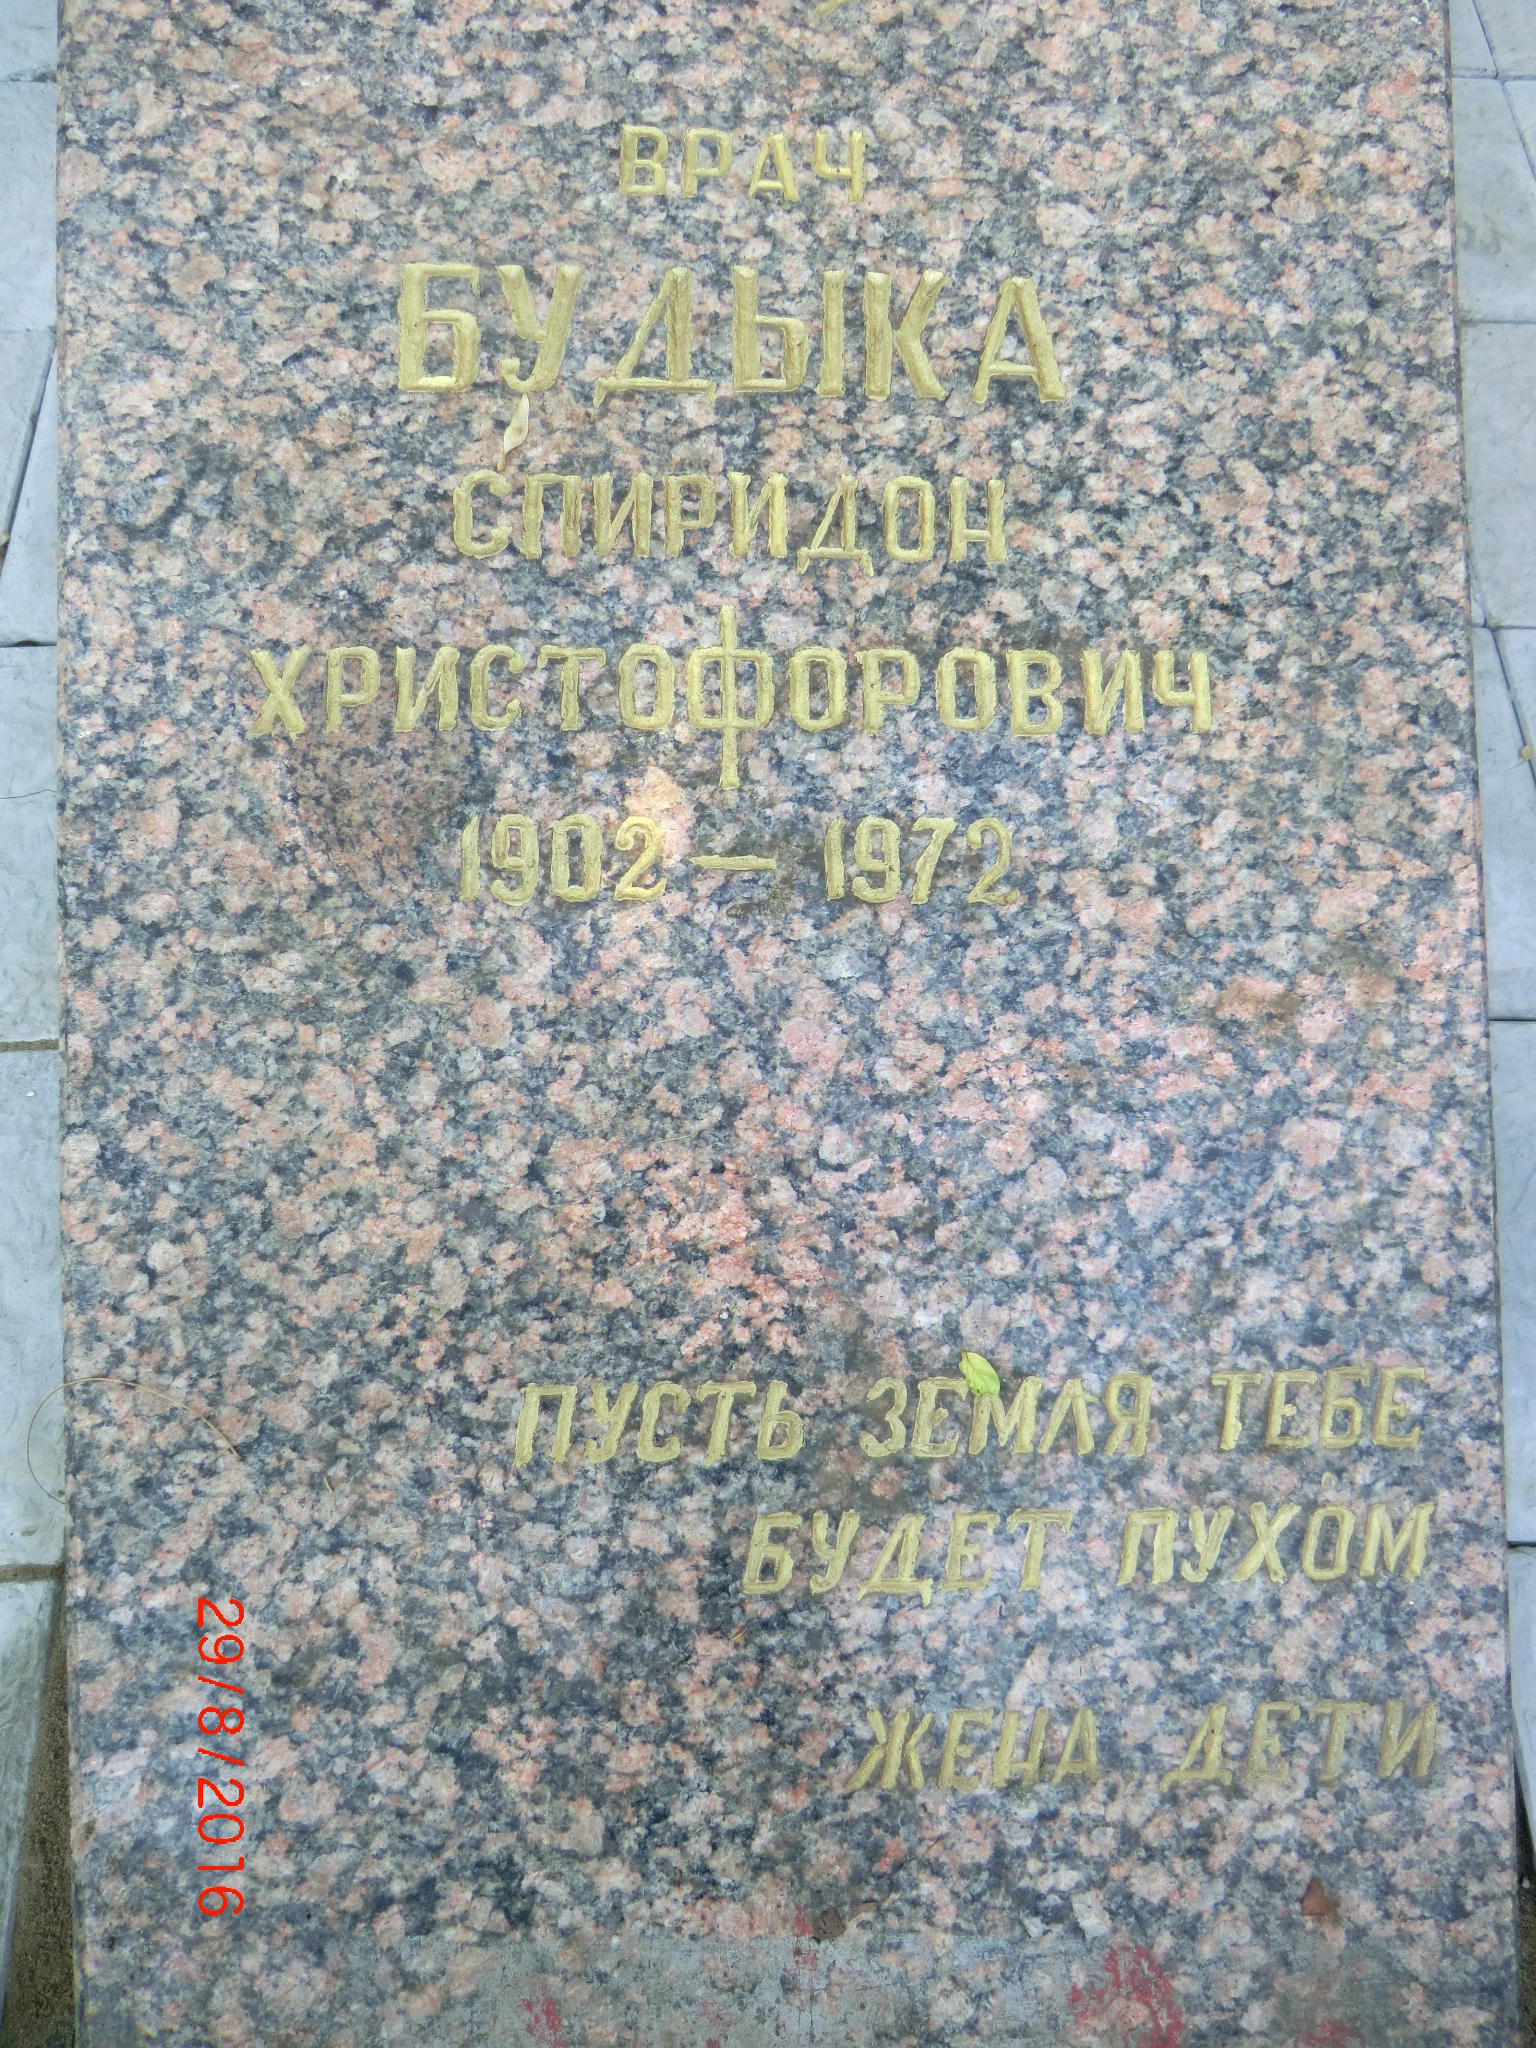 ВРАЧ
БУДЫКА
СПИРИДОН
ХРИСТОФОРОВИЧ
1902 — 1972
ПУСТЬ ЗЕМЛЯ ТЕБЕ
БУДЕТ ПУХОМ
ЖЕНА ДЕТИ
29/8/2016